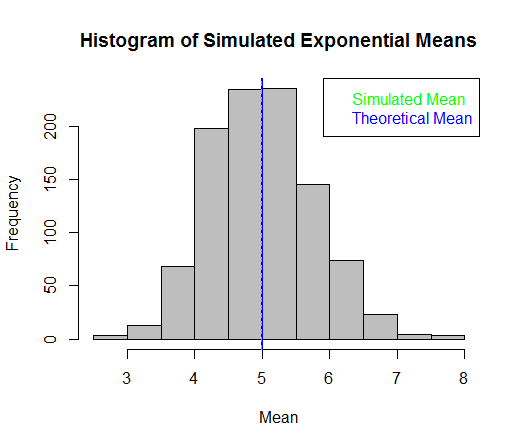 Histogram of Simulated Exponential Means
Simulated Mean
Theoretical Mean
Frequency
200
150
100
50
0
3 4 5 6 7 8
Mean